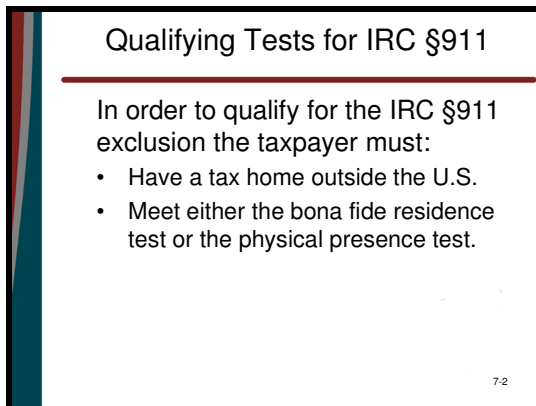 Qualifying Tests for IRC §911
In order to qualify for the IRC §911
exclusion the taxpayer must:
• Have a tax home outside the U.S.
• Meet either the bona fide residence
test or the physical presence test.
7-2